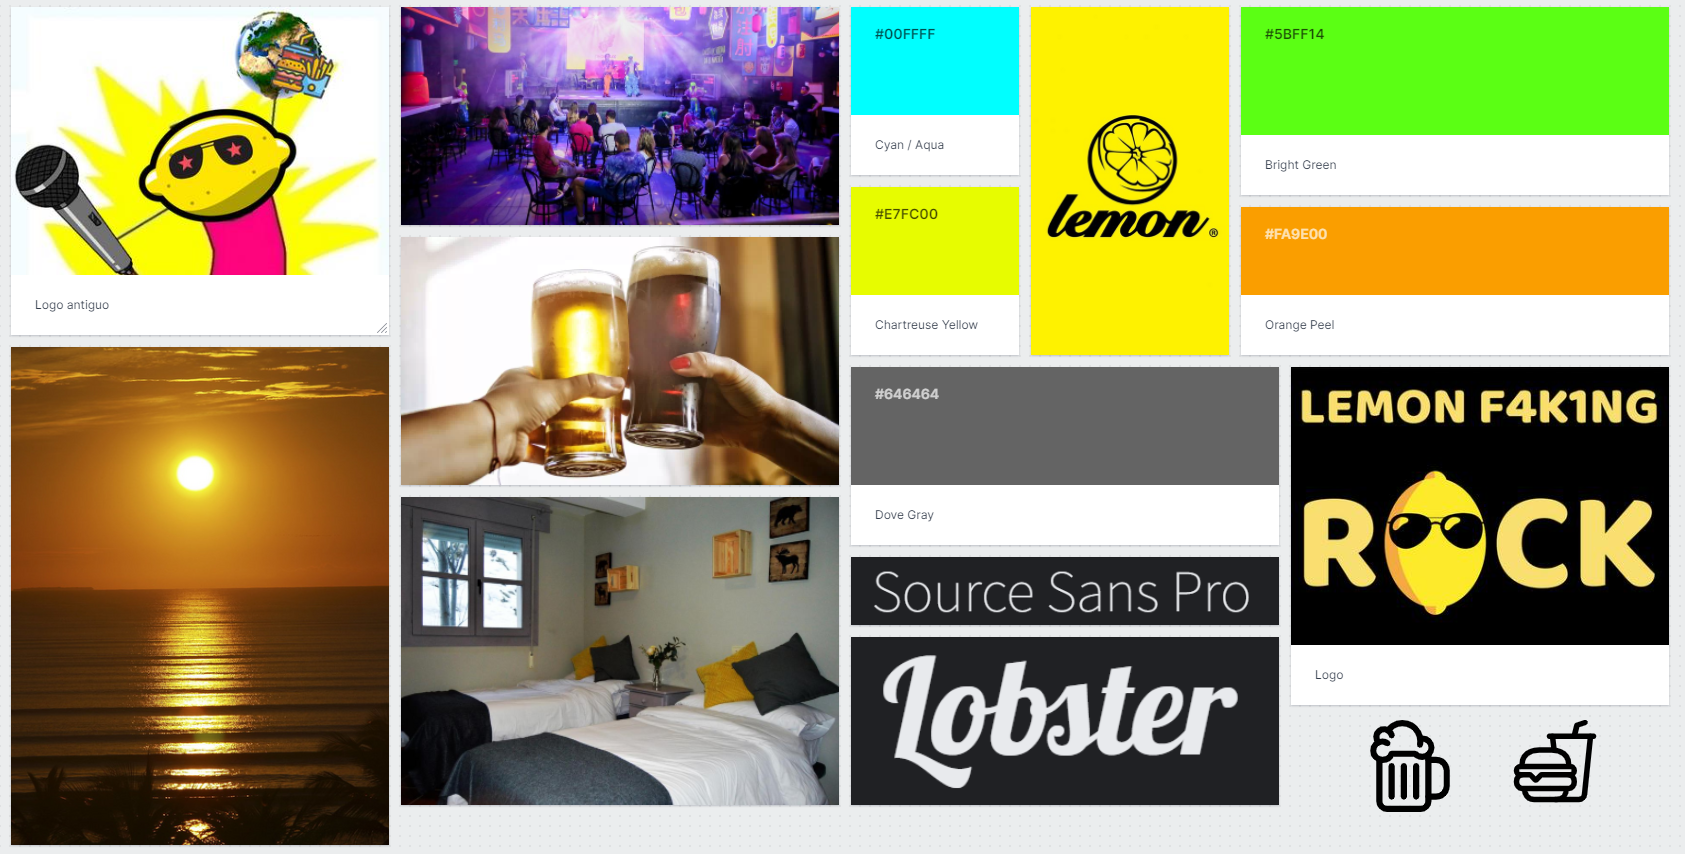 Logo antiguo
#00FFFF
Cyan / Aqua
#E7FC00
Chartreuse Yellow
lemon®
#5BFF14
Bright Green
#FA9E00
Orange Peel
#646464
Dove Gray
Source Sans Pro
Lobster
LEMON F4K1NG
ROCK
Logo